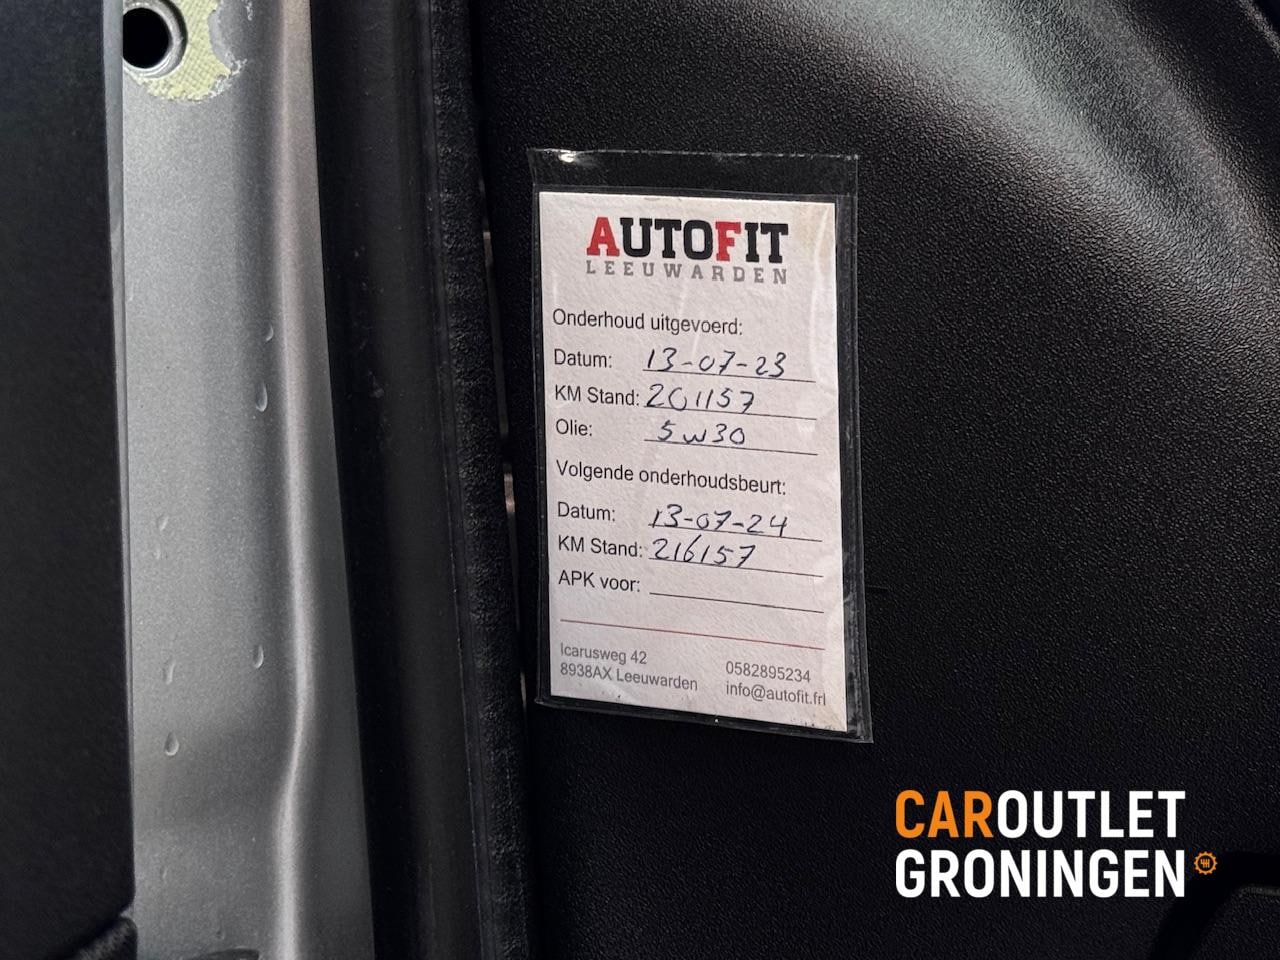 AUTOFIT
LEEUWARDEN
Onderhoud uitgevoerd:
Datum: 13-07-23
KM Stand: 201157
Olie: 5w30
Volgende onderhoudsbeurt:
Datum: 13-07-24
KM Stand: 216157
APK voor:
Icarusweg 42
8938AX Leeuwarden
0582895234
info@autofit.frl
CAROUTLET
GRONINGEN